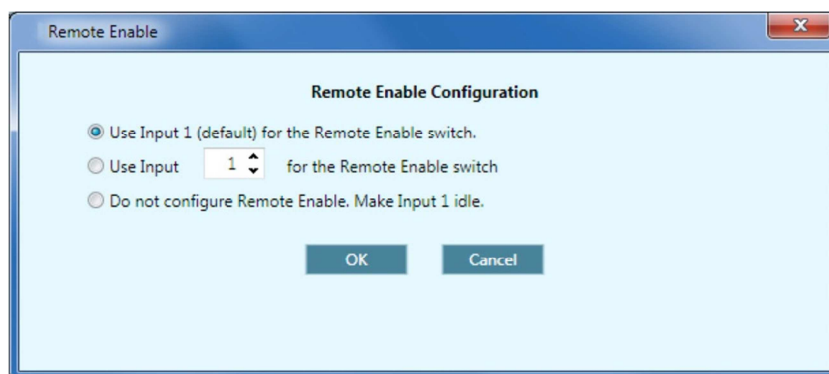 Remote Enable
Remote Enable Configuration
Use Input 1 (default) for the Remote Enable switch.
Use Input 1 for the Remote Enable switch
Do not configure Remote Enable. Make Input 1 idle.
OK Cancel